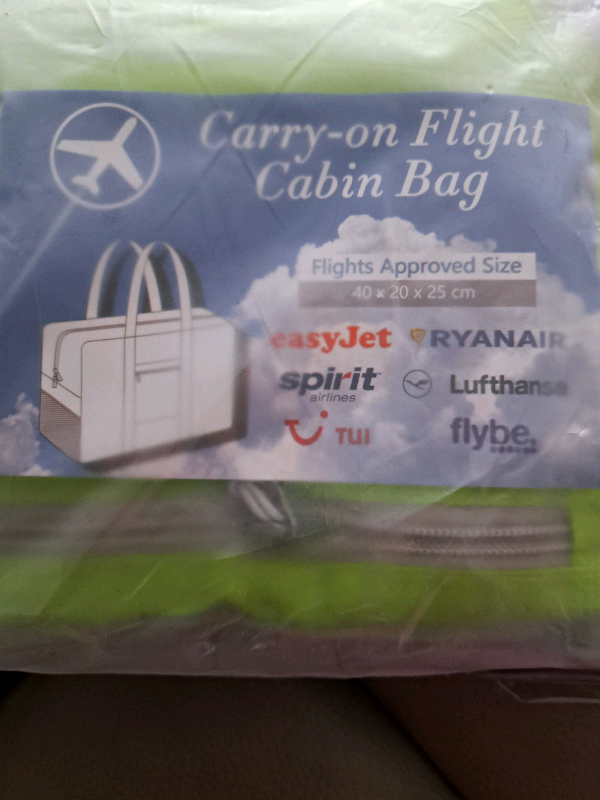 Carry-on Flight
Cabin Bag
Flights Approved Size
40 x 20 x 25 cm
easyJet RYANAIR
spirit Lufthansa
airlines
TUI flybe.